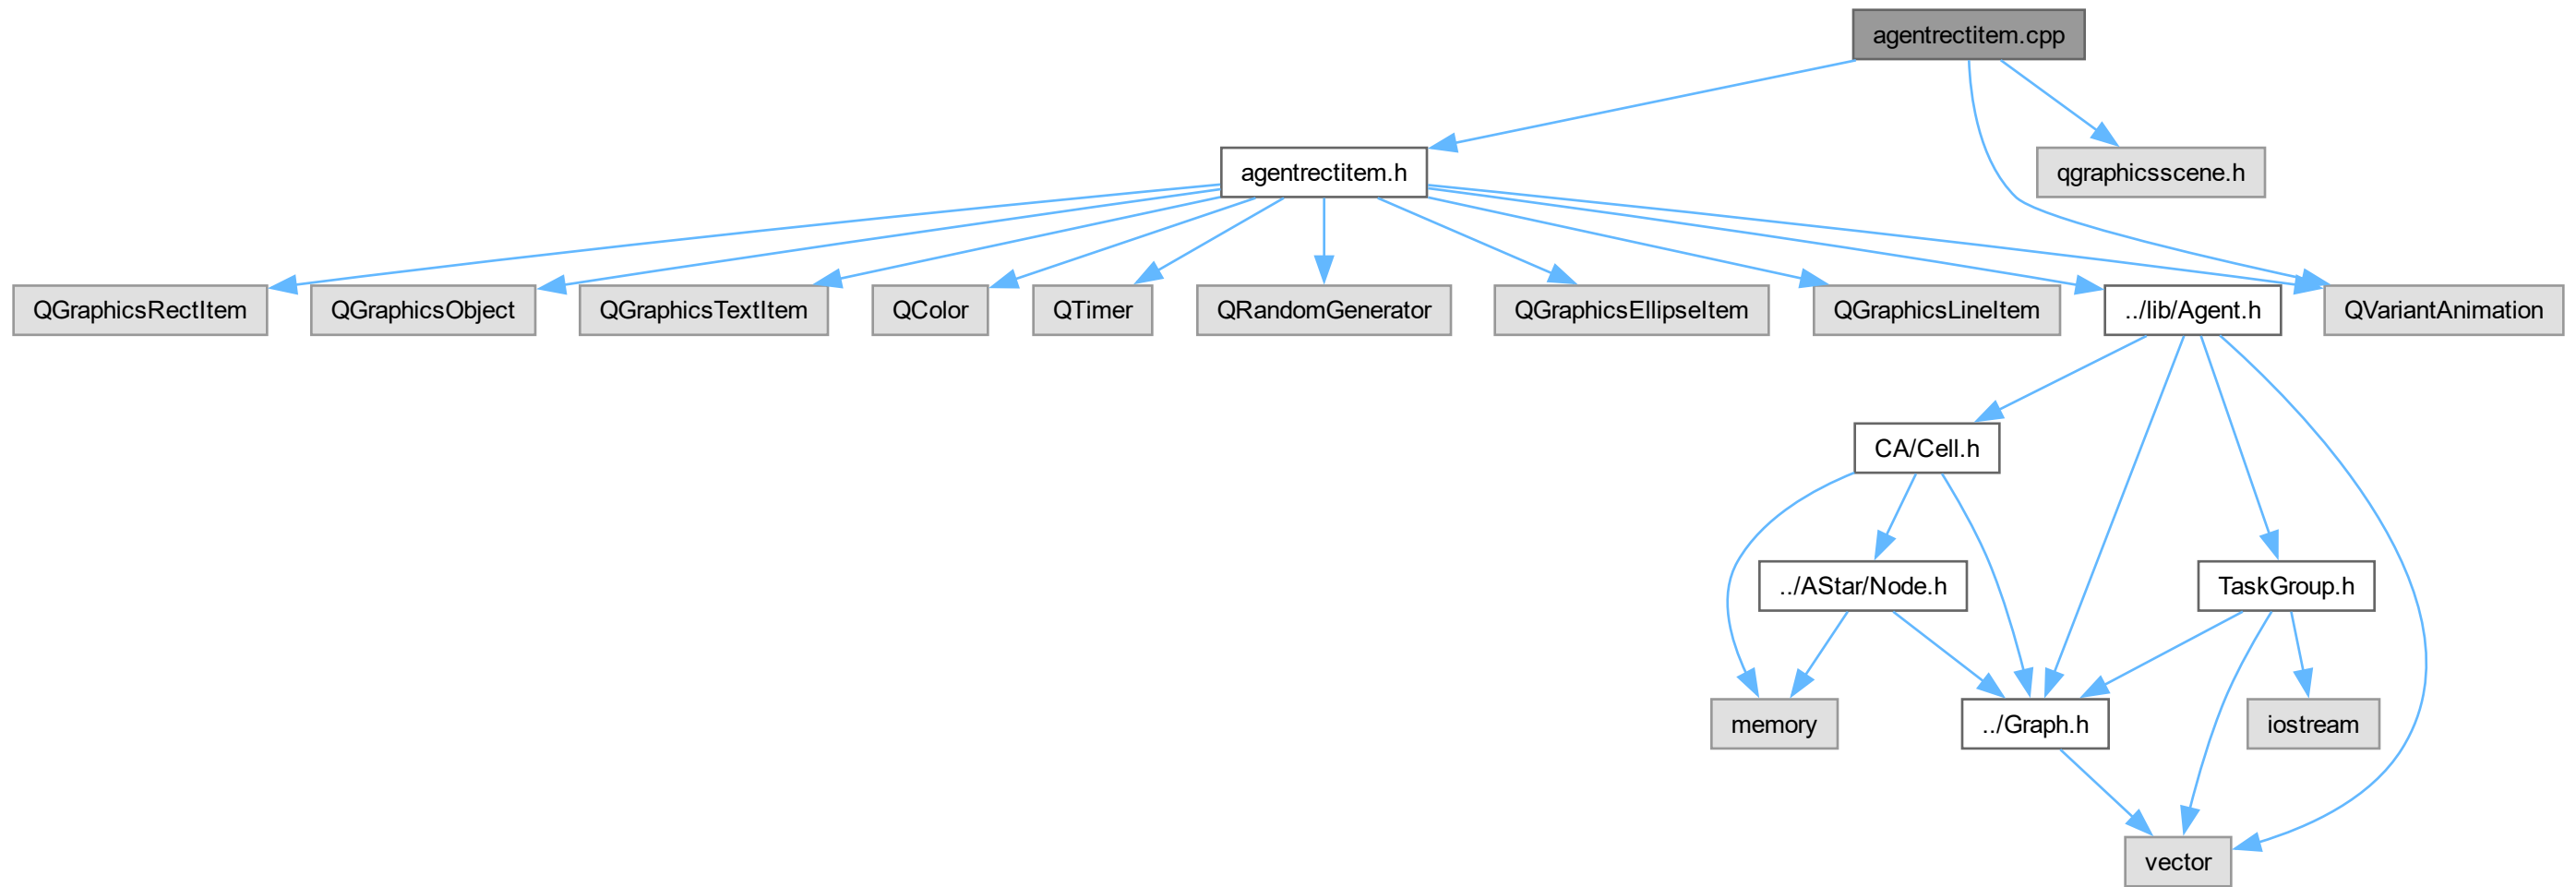 agentrectitem.cpp
agentrectitem.h
qgraphicsscene.h
QGraphicsRectItem
QGraphicsObject
QGraphicsTextItem
QColor
QTimer
QRandomGenerator
QGraphicsEllipseItem
QGraphicsLineItem
../lib/Agent.h
QVariantAnimation
CA/Cell.h
../AStar/Node.h
TaskGroup.h
memory
../Graph.h
iostream
vector